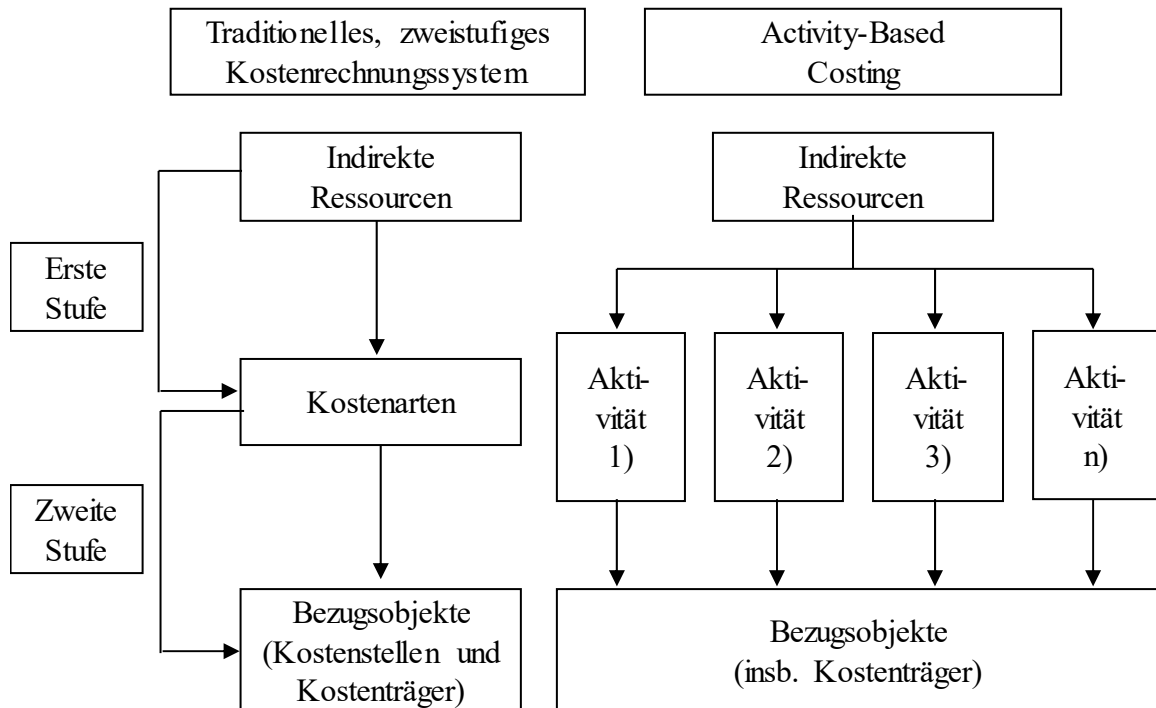 Traditionelles, zweistufiges
Kostenrechnungssystem
Activity-Based
Costing
Indirekte
Ressourcen
Indirekte
Ressourcen
Erste
Stufe
Kostenarten
Akti-
vität
1)
Akti-
vität
2)
Akti-
vität
3)
Akti-
vität
n)
Zweite
Stufe
Bezugsobjekte
(Kostenstellen und
Kostenträger)
Bezugsobjekte
(insb. Kostenträger)